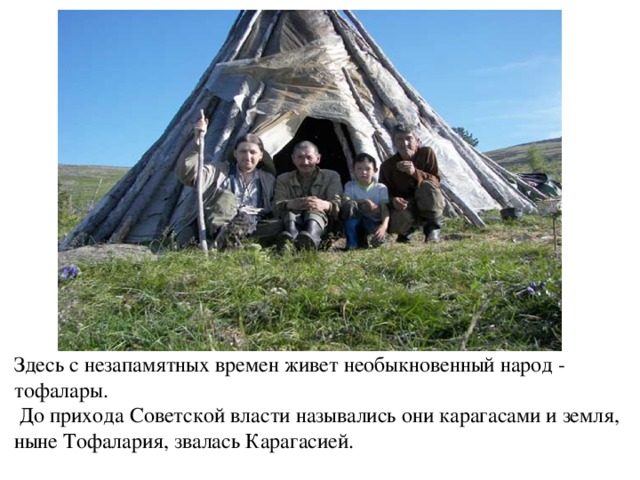 Здесь с незапамятных времен живет необыкновенный народ -
тофалары.
До прихода Советской власти назывались они карагасами и земля,
ныне Тофалария, звалась Карагасией.